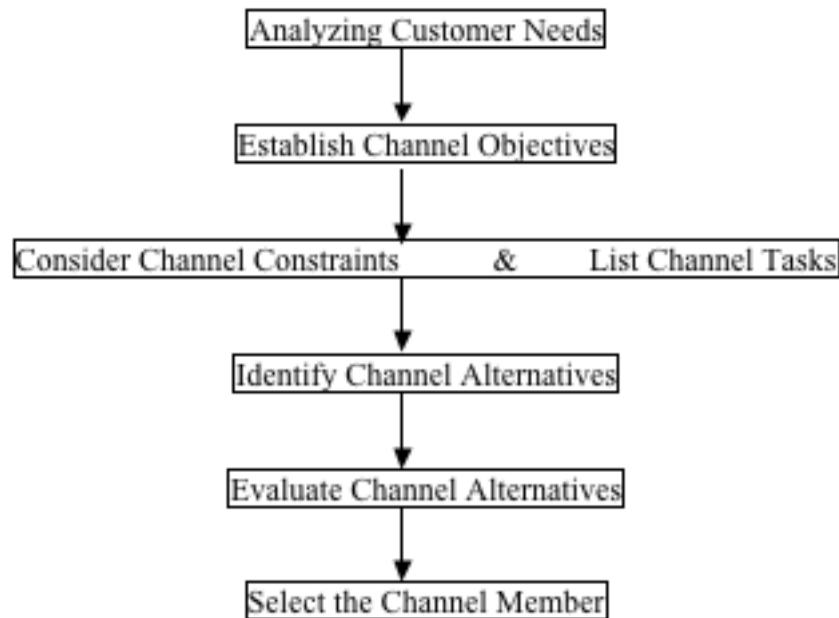 Analyzing Customer Needs
Establish Channel Objectives
Consider Channel Constraints & List Channel Tasks
Identify Channel Alternatives
Evaluate Channel Alternatives
Select the Channel Member